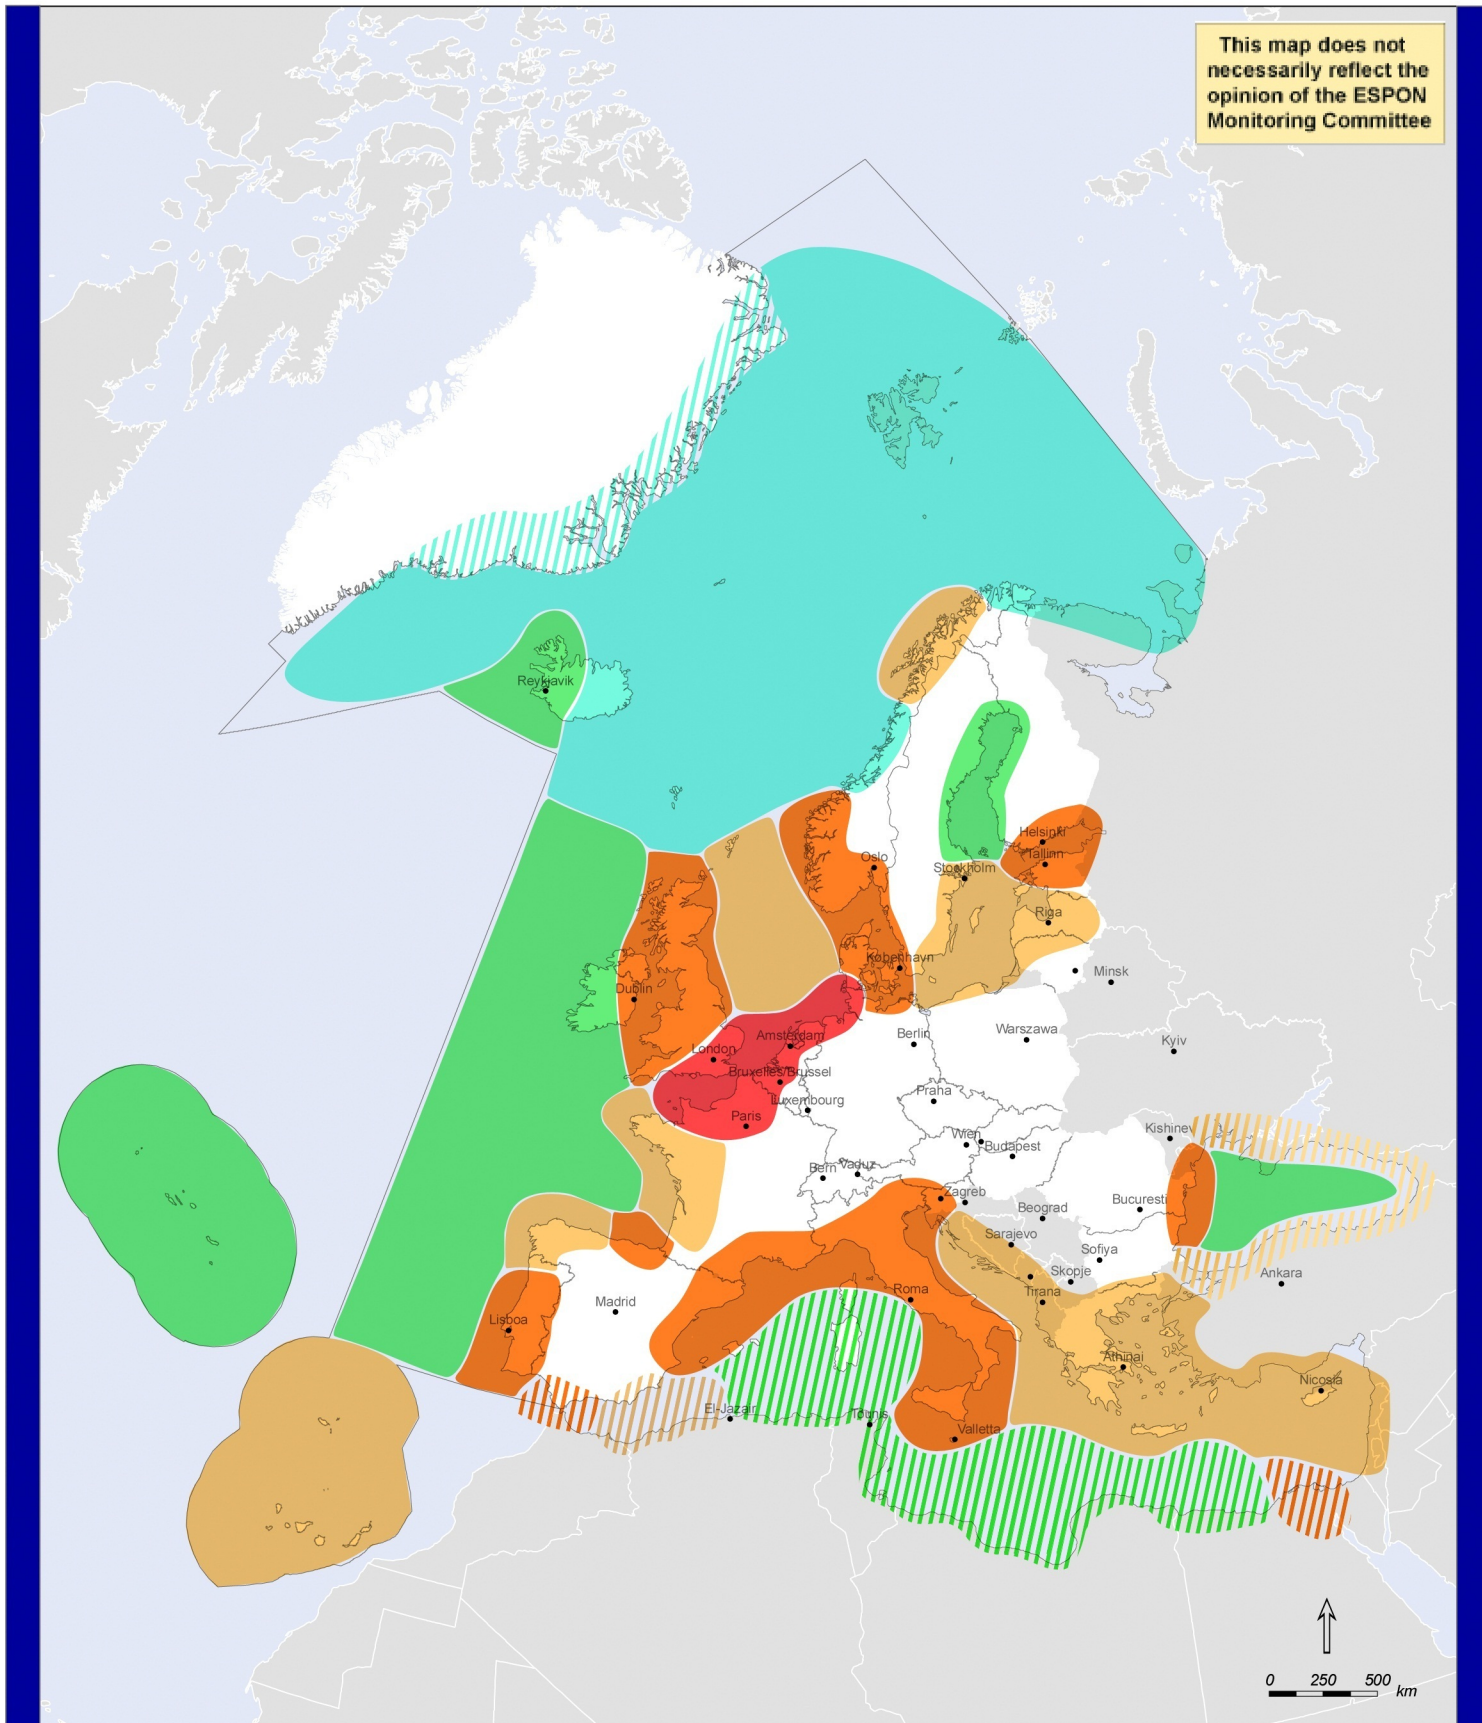 This map does not
necessarily reflect the
opinion of the ESPON
Monitoring Committee
Reykjavik
Helsinki
Oslo
Tallinn
Stockholm
Riga
København
Minsk
Dublin
Amsterdam
Berlin
Warszawa
Kyiv
London
Bruxelles/Brussel
Luxembourg
Praha
Paris
Kishinev
Wien
Budapest
Bern
Vaduz
Zagreb
Bucuresti
Beograd
Sarajevo
Sofiya
Skopje
Ankara
Roma
Tirana
Madrid
Lisboa
Athinai
Nicosia
El-Jazair
Tounis
Valletta
0 250 500
km